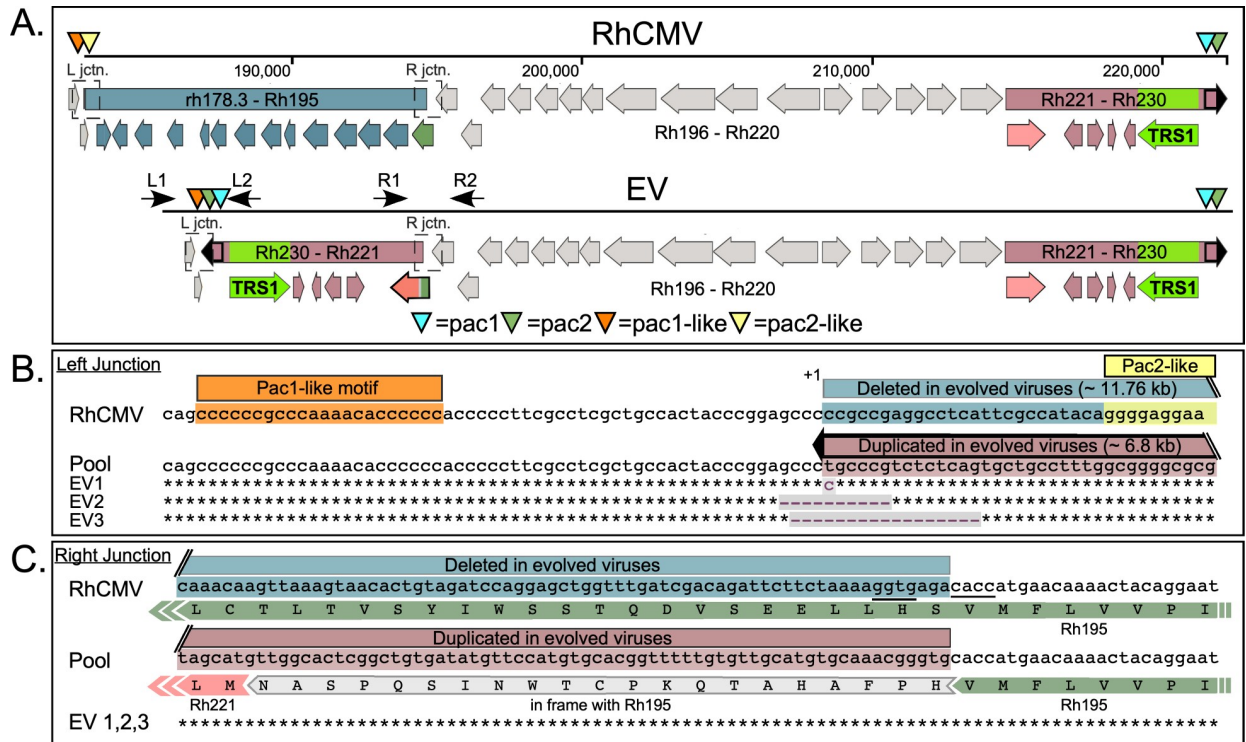 A.
RhCMV
L jctn.
190,000
R jctn.
200,000
210,000
220,000
rh178.3 - Rh195
Rh221 - Rh230
Rh196 - Rh220
TRS1
L1
L2
R1
R2
EV
L jctn.
R jctn.
Rh230 - Rh221
Rh221 - Rh230
TRS1
Rh196 - Rh220
TRS1
=pac1 =pac2 =pac1-like =pac2-like
B.
Left Junction
Pac2-like
Pac1-like motif
+1
Deleted in evolved viruses (~ 11.76 kb)
RhCMV cagccccccgcccaaaacaccccccacccccttcgcctcgctgccactacccggagcccccgccgaggcctcattcgccatacaggggaggaa
Duplicated in evolved viruses (~ 6.8 kb)
Pool cagccccccgcccaaaacaccccccacccccttcgcctcgctgccactacccggagccctgcccgtctctcagtgctgcctttggcggggcgcg
EV1 ***********************************************************c**********************************
EV2 *******************************************************----------*****************************
EV3 ********************************************************-----------------*********************
C.
Right Junction
Deleted in evolved viruses
RhCMV caaacaagttaaagtaacactgtagatccaggagctggtttgatcgacagattcttctaaaaggtgagacaccatgaacaaaactacaggaat
L C T L T V S Y I W S S T Q D V S E E L L H S V M F L V V P I
Rh195
Duplicated in evolved viruses
Pool tagcatgttggcactcggctgtgatatgttccatgtgcacggtttttgtgttgcatgtgcaaacgggtgcaccatgaacaaaactacaggaat
L M N A S P Q S I N W T C P K Q T A H A F P H V M F L V V P I
Rh221
in frame with Rh195
Rh195
EV 1,2,3 *********************************************************************************************